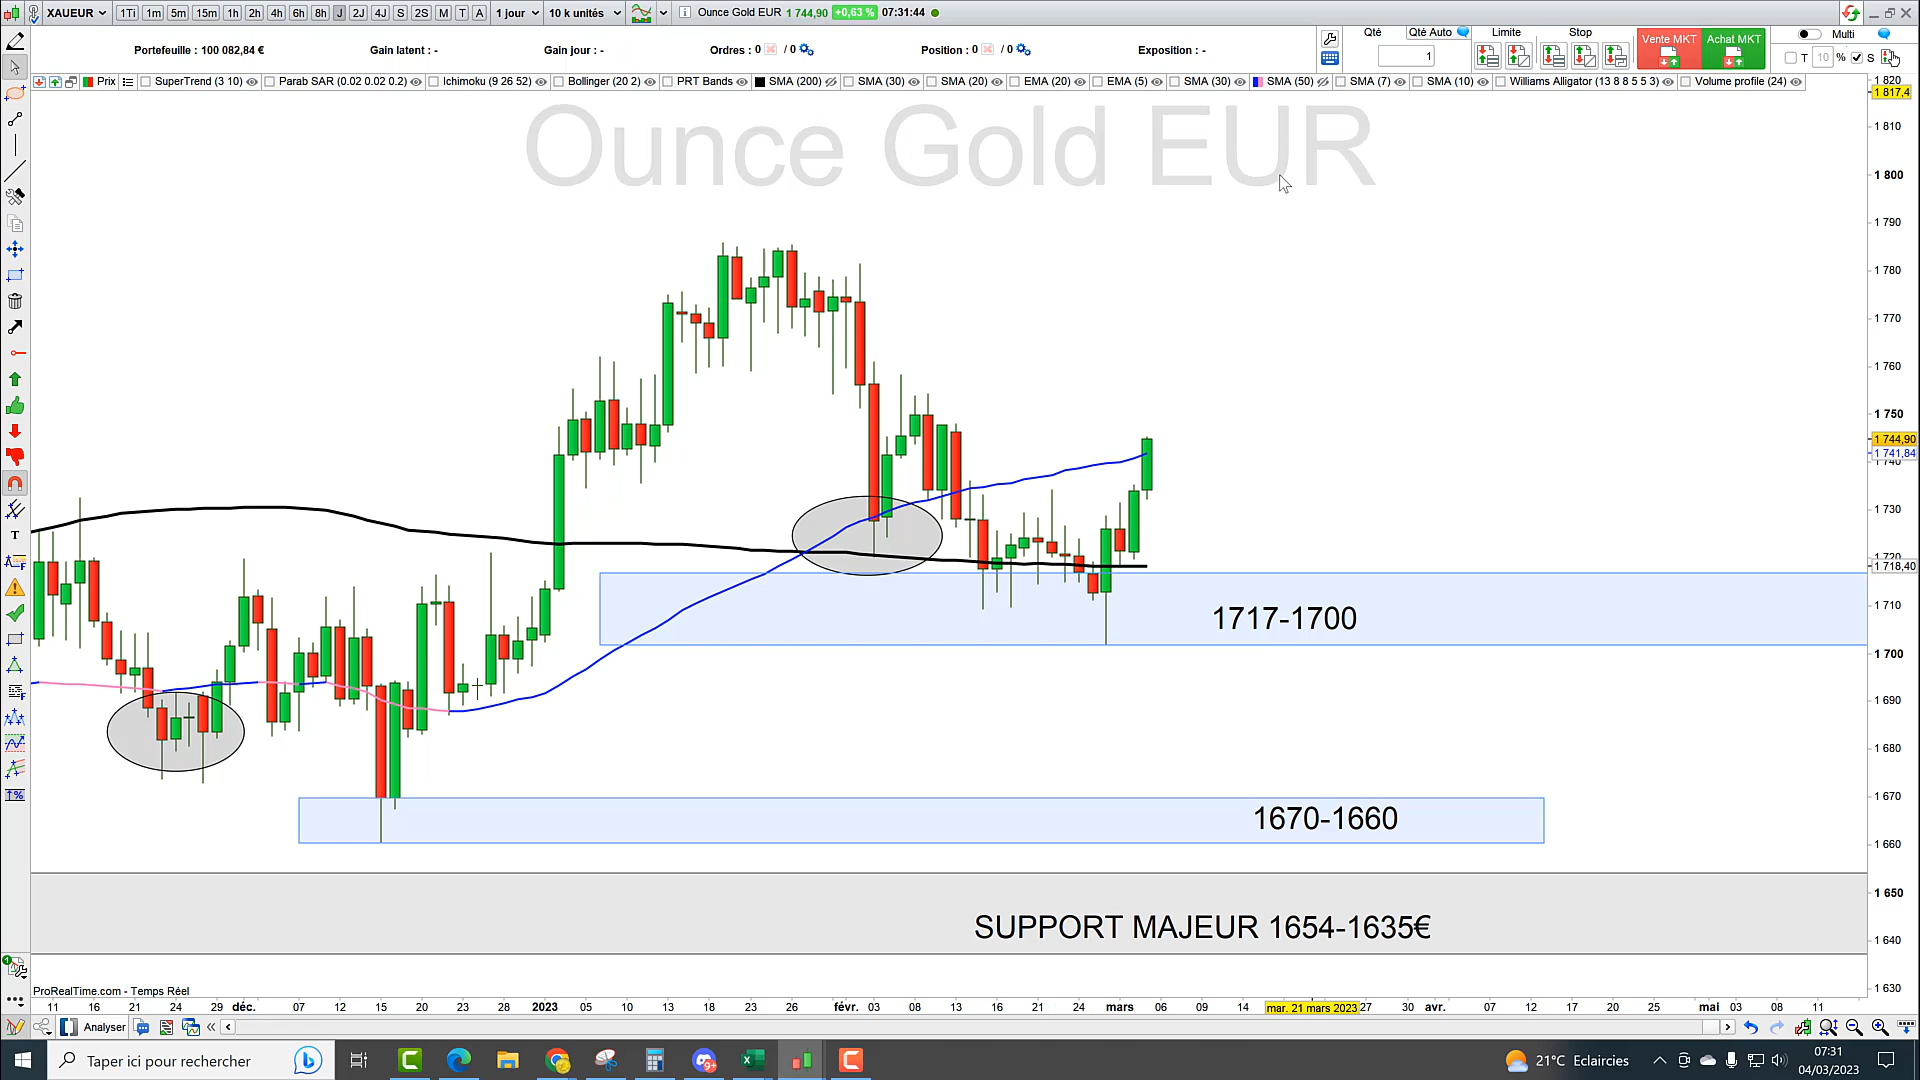 XAUEUR 1Ti 1m 5m 15m 1h 2h 4h 6h 8h J 2J 4J S 2S M T A 1 jour 10 k unités Ounce Gold EUR 1 744,90 +0,63 % 07:31:44
Portefeuille : 100 082,84 € Gain latent : - Gain jour : - Ordres : 0 / 0 Position : 0 / 0 Exposition : -
Qté Qté Auto Limite Stop Vente MKT Achat MKT Multi
1 T 10 % S
Prix SuperTrend (3 10) Parab SAR (0.02 0.02 0.2) Ichimoku (9 26 52) Bollinger (20 2) PRT Bands SMA (200) SMA (30) SMA (20) EMA (20) EMA (5) SMA (30) SMA (50) SMA (7) SMA (10) Williams Alligator (13 8 8 5 5 3) Volume profile (24)
Ounce Gold EUR
1 820
1 817,4
1 810
1 800
1 790
1 780
1 770
1 760
1 750
1 744,90
1 741,84
1 740
1 730
1 720
1 718,40
1 710
1 700
1 690
1 680
1 670
1 660
1 650
1 640
1 630
1717-1700
1670-1660
SUPPORT MAJEUR 1654-1635€
ProRealTime.com - Temps Réel
11 16 21 24 29 déc. 07 12 15 20 23 28 2023 05 10 13 18 23 26 févr. 03 08 13 16 21 24 mars 06 09 14 mar. 21 mars 2023 27 30 avr. 07 12 17 20 25 mai 03 08 11
Analyser
Taper ici pour rechercher
21°C Eclaircies
07:31
04/03/2023